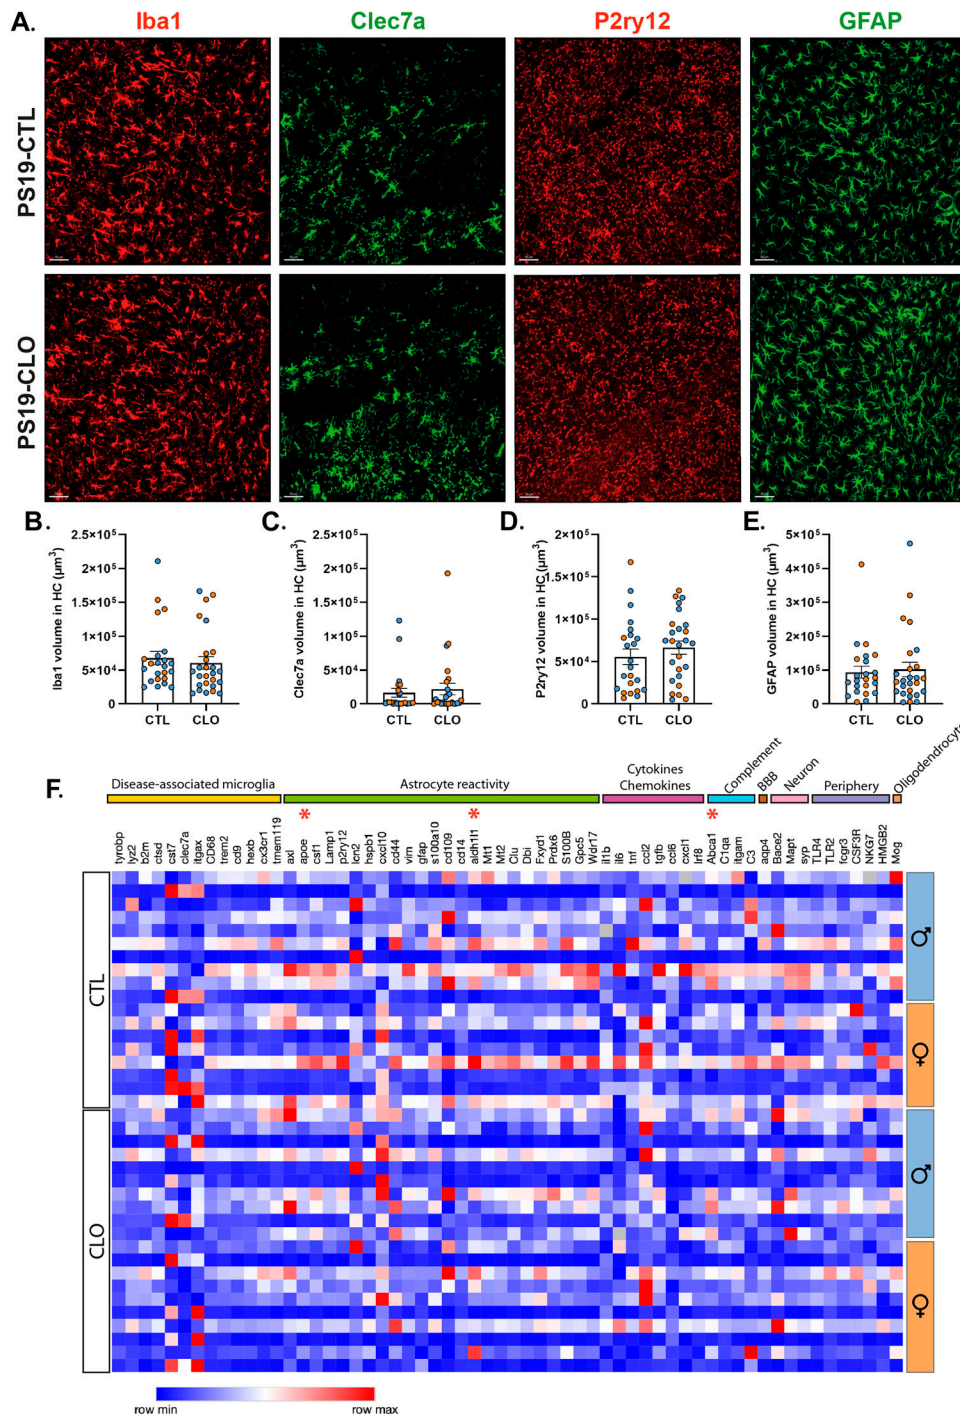 A.
Iba1 Clec7a P2ry12 GFAP
PS19-CTL
PS19-CLO
B. C. D. E.
Iba1 volume in HC (µm³)
2.5×10⁵
2×10⁵
1.5×10⁵
1×10⁵
5×10⁴
0
CTL CLO
Clec7a volume in HC (µm³)
2.5×10⁵
2×10⁵
1.5×10⁵
1×10⁵
5×10⁴
0
CTL CLO
P2ry12 volume in HC (µm³)
2×10⁵
1.5×10⁵
1×10⁵
5×10⁴
0
CTL CLO
GFAP volume in HC (µm³)
5×10⁵
4×10⁵
3×10⁵
2×10⁵
1×10⁵
0
CTL CLO
F.
Disease-associated microglia
Astrocyte reactivity
Cytokines
Chemokines
Complement
BBB
Neuron
Periphery
Oligodendrocyte
* * *
tyrobp
lyz2
b2m
ctsd
cst7
clec7a
Itgax
CD68
trem2
cd9
hexb
cx3cr1
tmem119
axl
apoe
csf1
Lamp1
p2ry12
lcn2
hspb1
cxcl10
cd44
vim
gfap
s100a10
cd109
cd14
aldh1l1
Mt1
Mt2
Clu
Dbi
Fxyd1
Prdx6
S100B
Gpc5
Wdr17
il1b
Il6
tnf
ccl2
tgfb
cxcl1
Irf8
Abca1
C1qa
itgam
C3
aqp4
Bace2
Mapt
syp
TLR4
TLR2
fcgr3
CSF3R
NKG7
HMGB2
Mog
CTL
CLO
♂
♀
♂
♀
row min row max